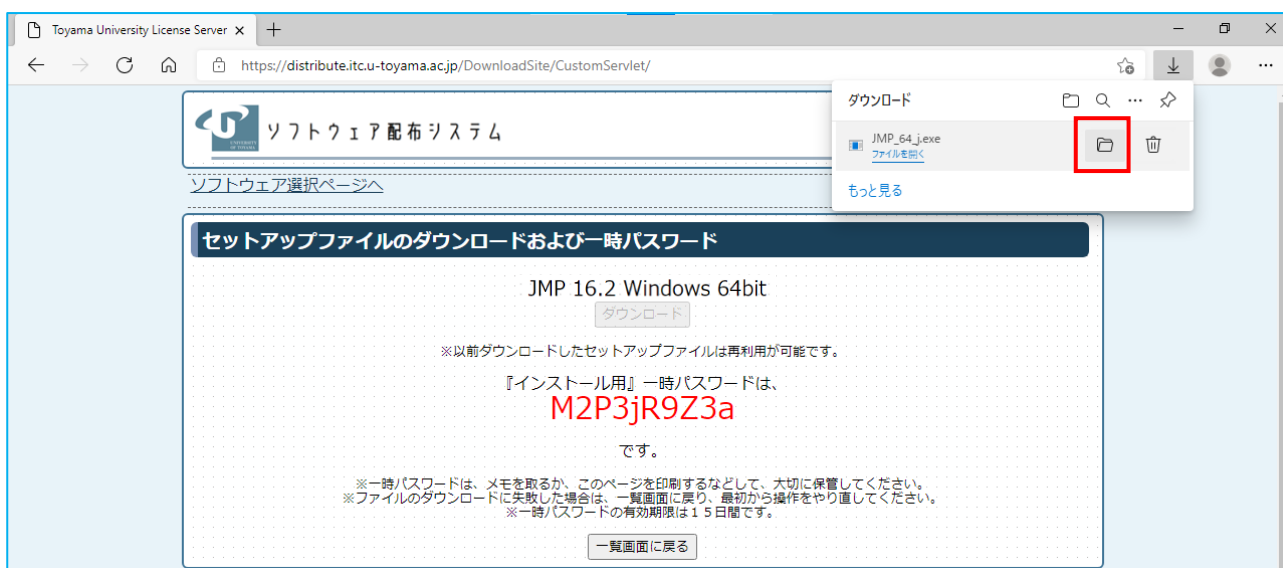 Toyama University License Server
https://distribute.itc.u-toyama.ac.jp/DownloadSite/CustomServlet/
ダウンロード
JMP_64_j.exe
ファイルを開く
もっと見る
UNIVERSITY OF TOYAMA
ソフトウェア配布システム
ソフトウェア選択ページへ
セットアップファイルのダウンロードおよび一時パスワード
JMP 16.2 Windows 64bit
ダウンロード
※以前ダウンロードしたセットアップファイルは再利用が可能です。
『インストール用』一時パスワードは、
M2P3jR9Z3a
です。
※一時パスワードは、メモを取るか、このページを印刷するなどして、大切に保管してください。
※ファイルのダウンロードに失敗した場合は、一覧画面に戻り、最初から操作をやり直してください。
※一時パスワードの有効期限は１５日間です。
一覧画面に戻る